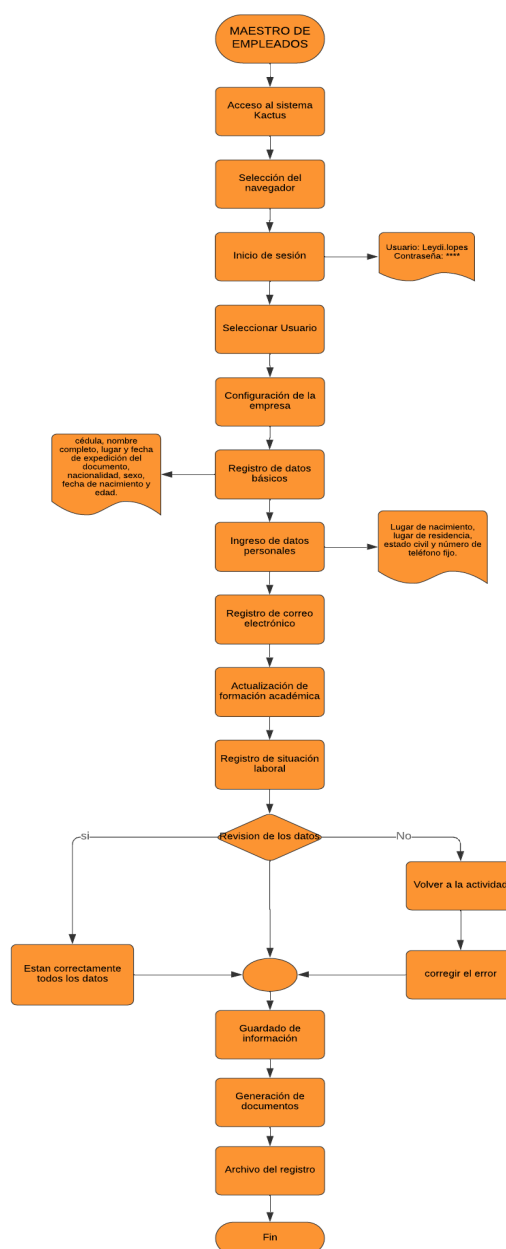 MAESTRO DE
EMPLEADOS
Acceso al sistema
Kactus
Selección del
navegador
Inicio de sesión
Usuario: Leydi.lopes
Contraseña: ****
Seleccionar Usuario
Configuración de la
empresa
cédula, nombre
completo, lugar y fecha
de expedición del
documento,
nacionalidad, sexo,
fecha de nacimiento y
edad.
Registro de datos
básicos
Ingreso de datos
personales
Lugar de nacimiento,
lugar de residencia,
estado civil y número de
teléfono fijo.
Registro de correo
electrónico
Actualización de
formación académica
Registro de situación
laboral
si
Revision de los datos
No
Volver a la actividad
Estan correctamente
todos los datos
corregir el error
Guardado de
información
Generación de
documentos
Archivo del registro
Fin